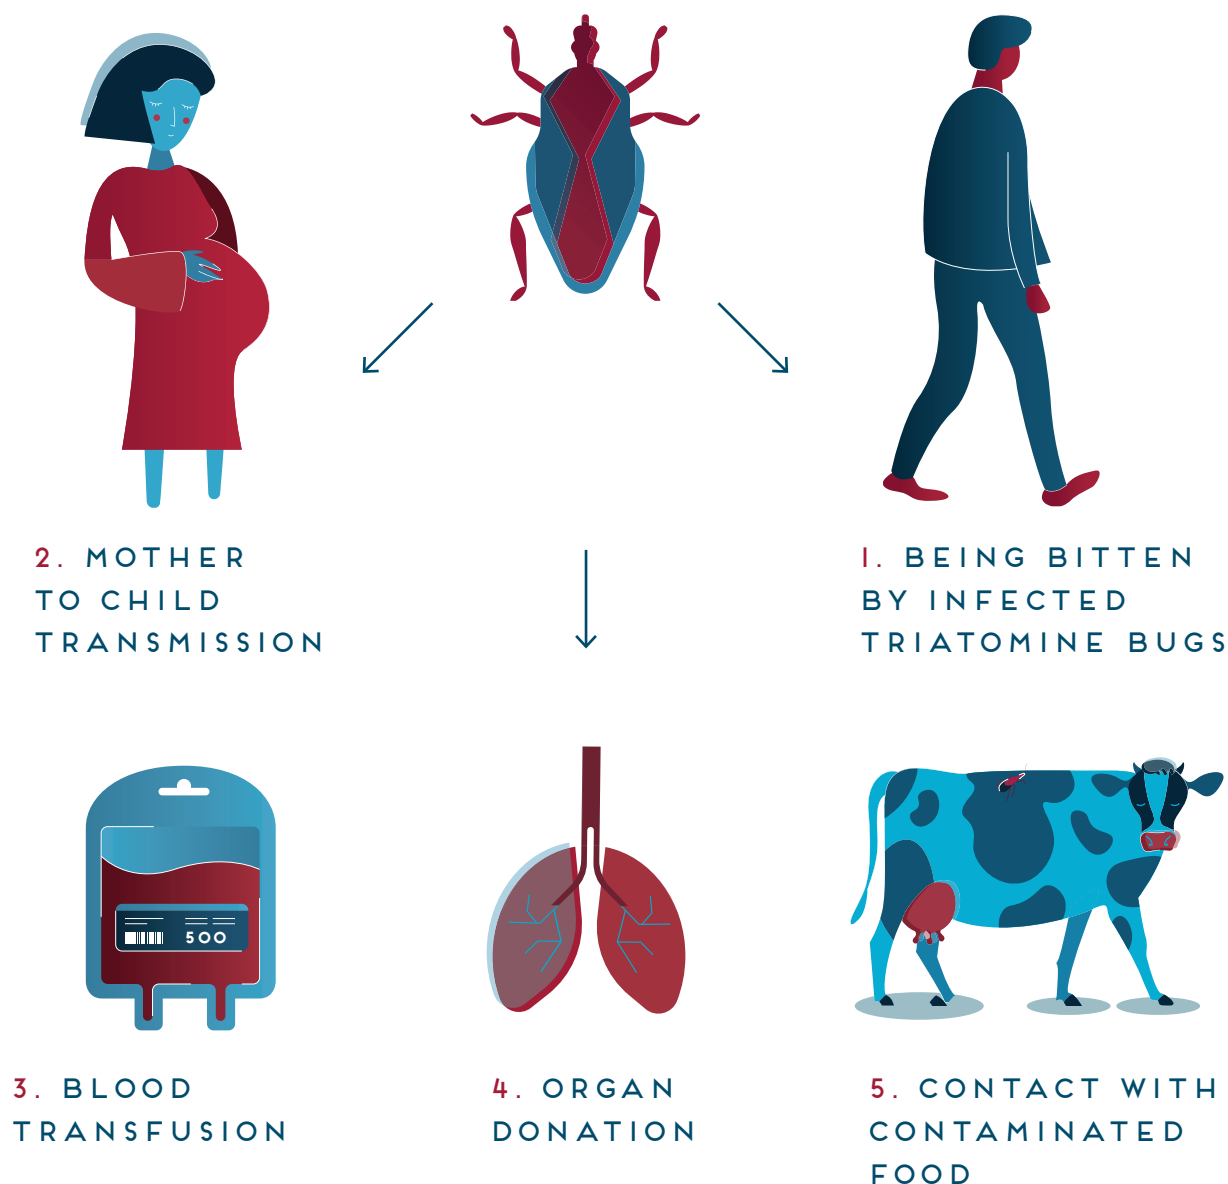 2. MOTHER
TO CHILD
TRANSMISSION
1. BEING BITTEN
BY INFECTED
TRIATOMINE BUGS
500
3. BLOOD
TRANSFUSION
4. ORGAN
DONATION
5. CONTACT WITH
CONTAMINATED
FOOD